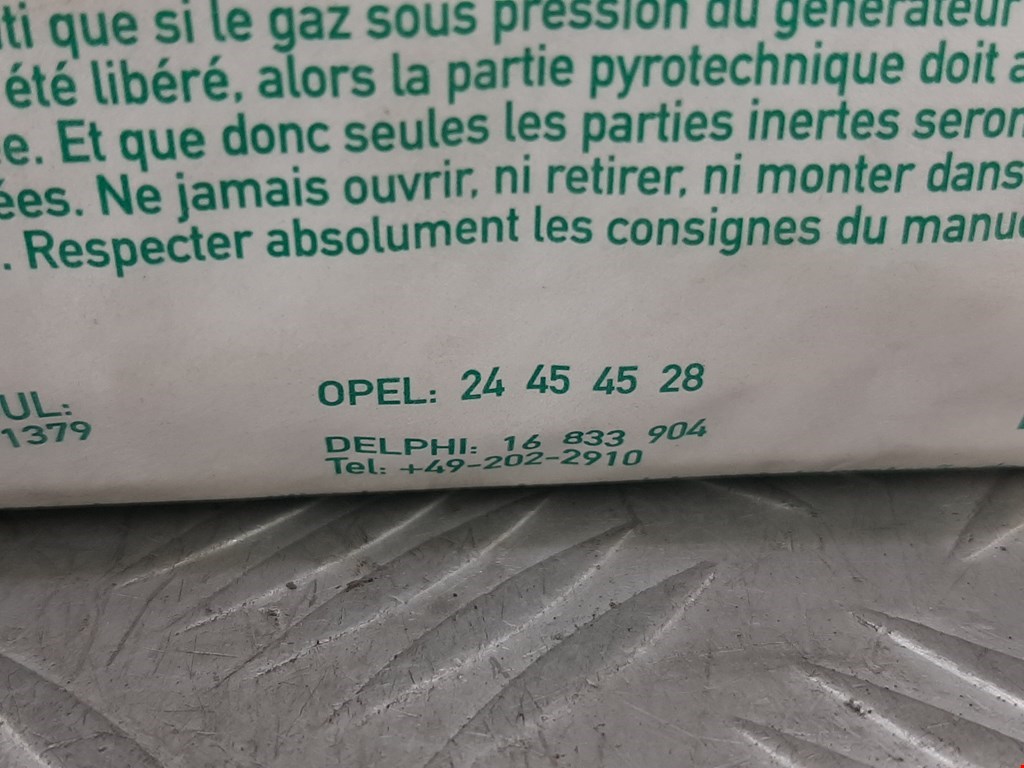 ti que si le gaz sous pression du générateur
été libéré, alors la partie pyrotechnique doit a
e. Et que donc seules les parties inertes seron
ées. Ne jamais ouvrir, ni retirer, ni monter dans
. Respecter absolument les consignes du manue
UL:
1379
OPEL: 24 45 45 28
DELPHI: 16 833 904
Tel: +49-202-2910